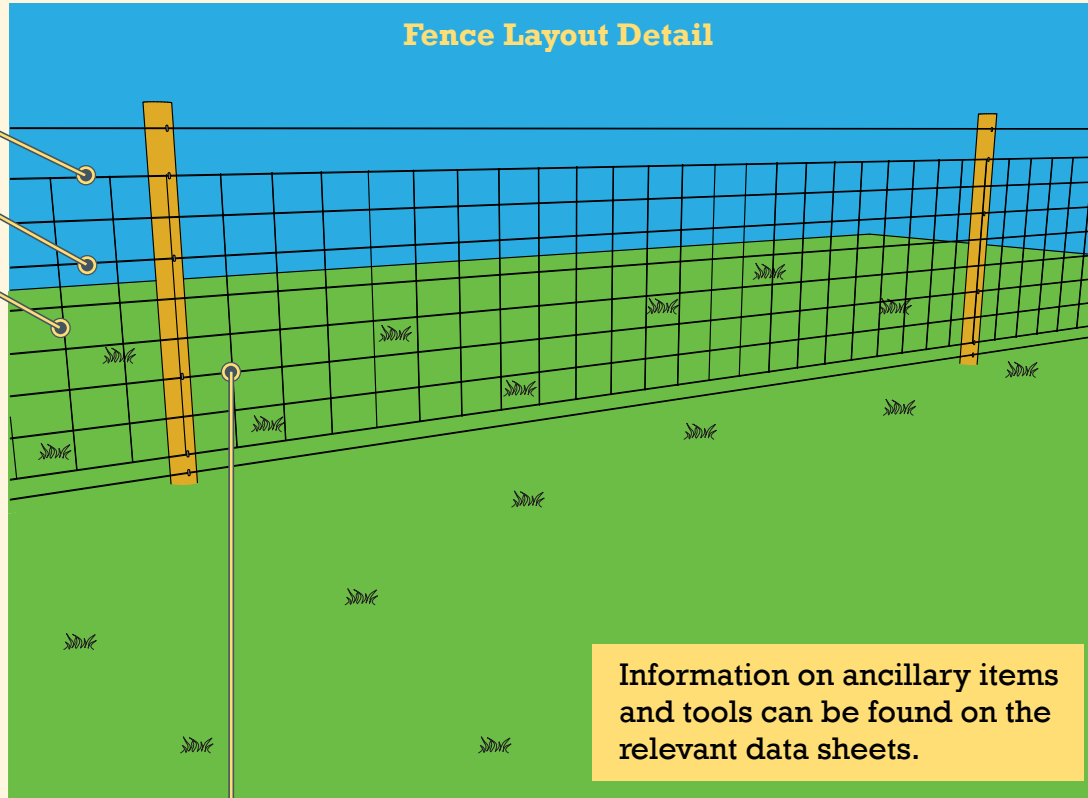 Fence Layout Detail
Information on ancillary items
and tools can be found on the
relevant data sheets.